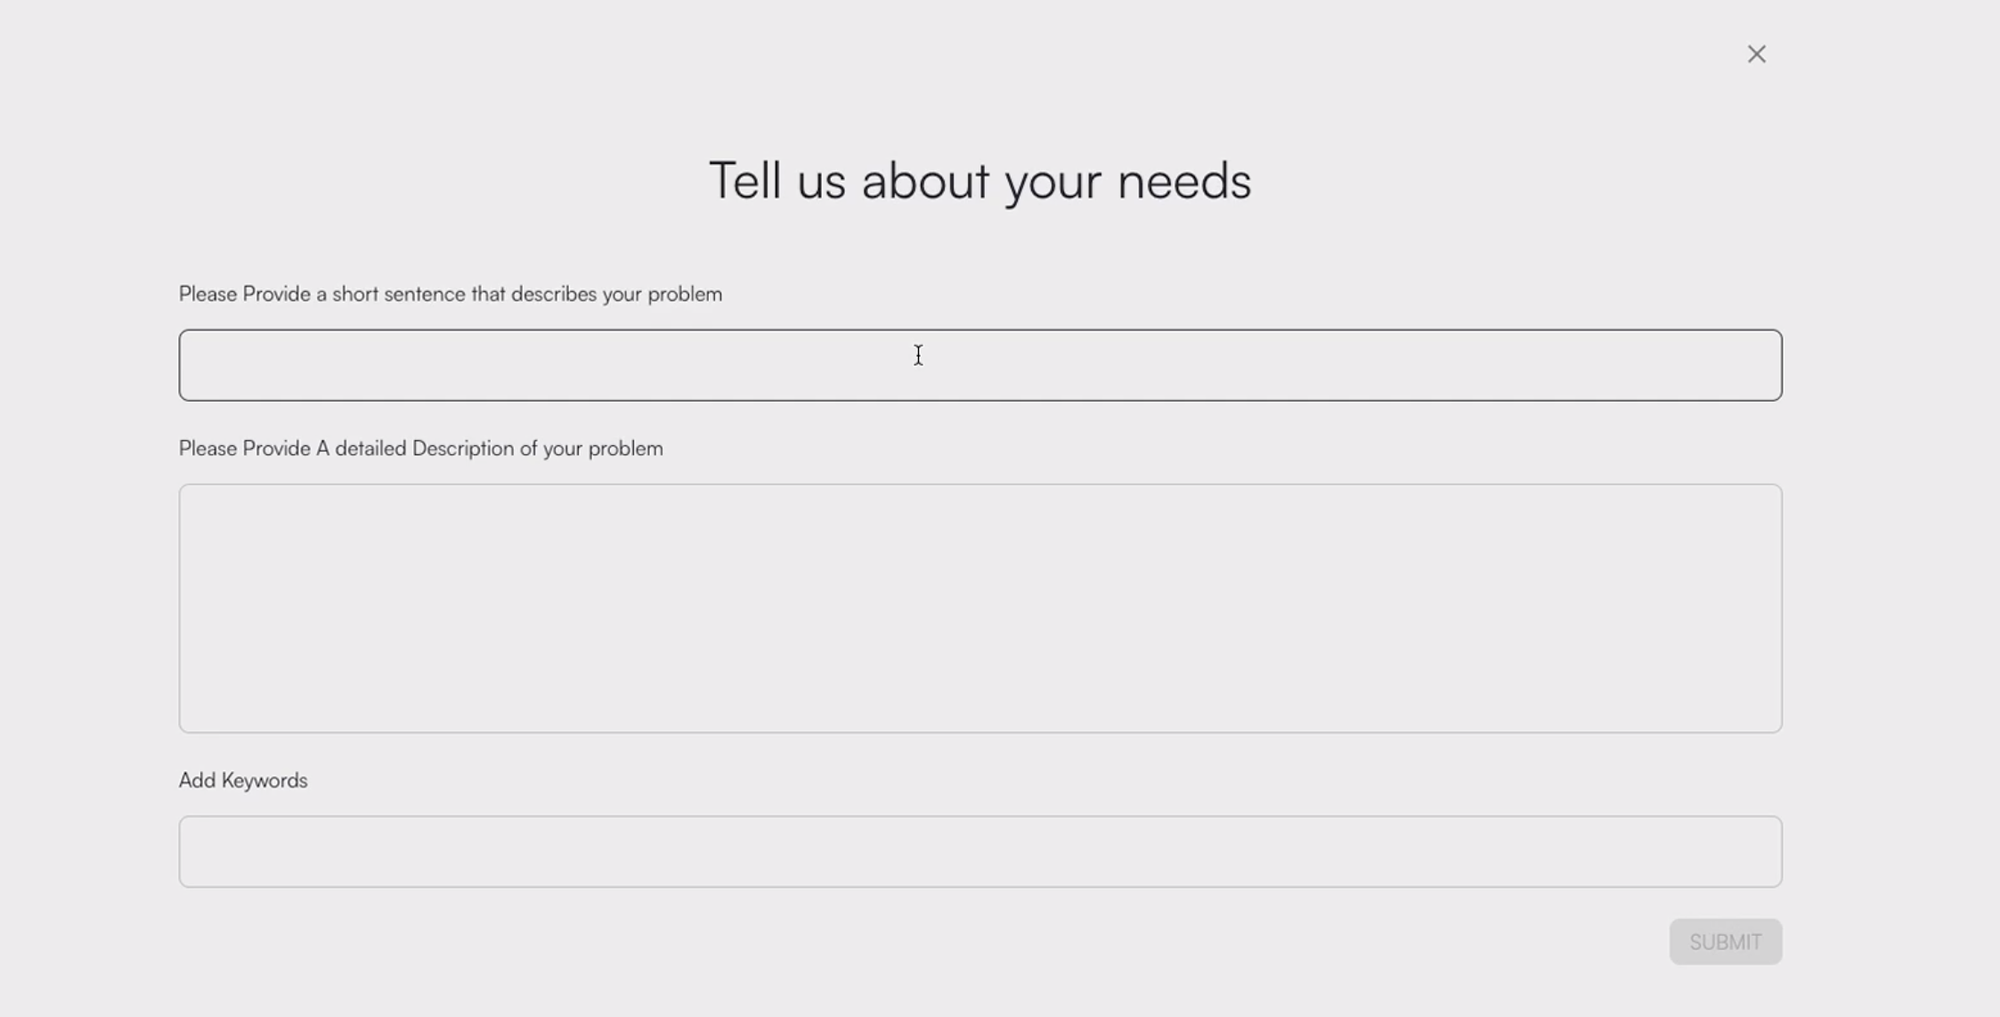 Tell us about your needs
Please Provide a short sentence that describes your problem
Please Provide A detailed Description of your problem
Add Keywords
SUBMIT